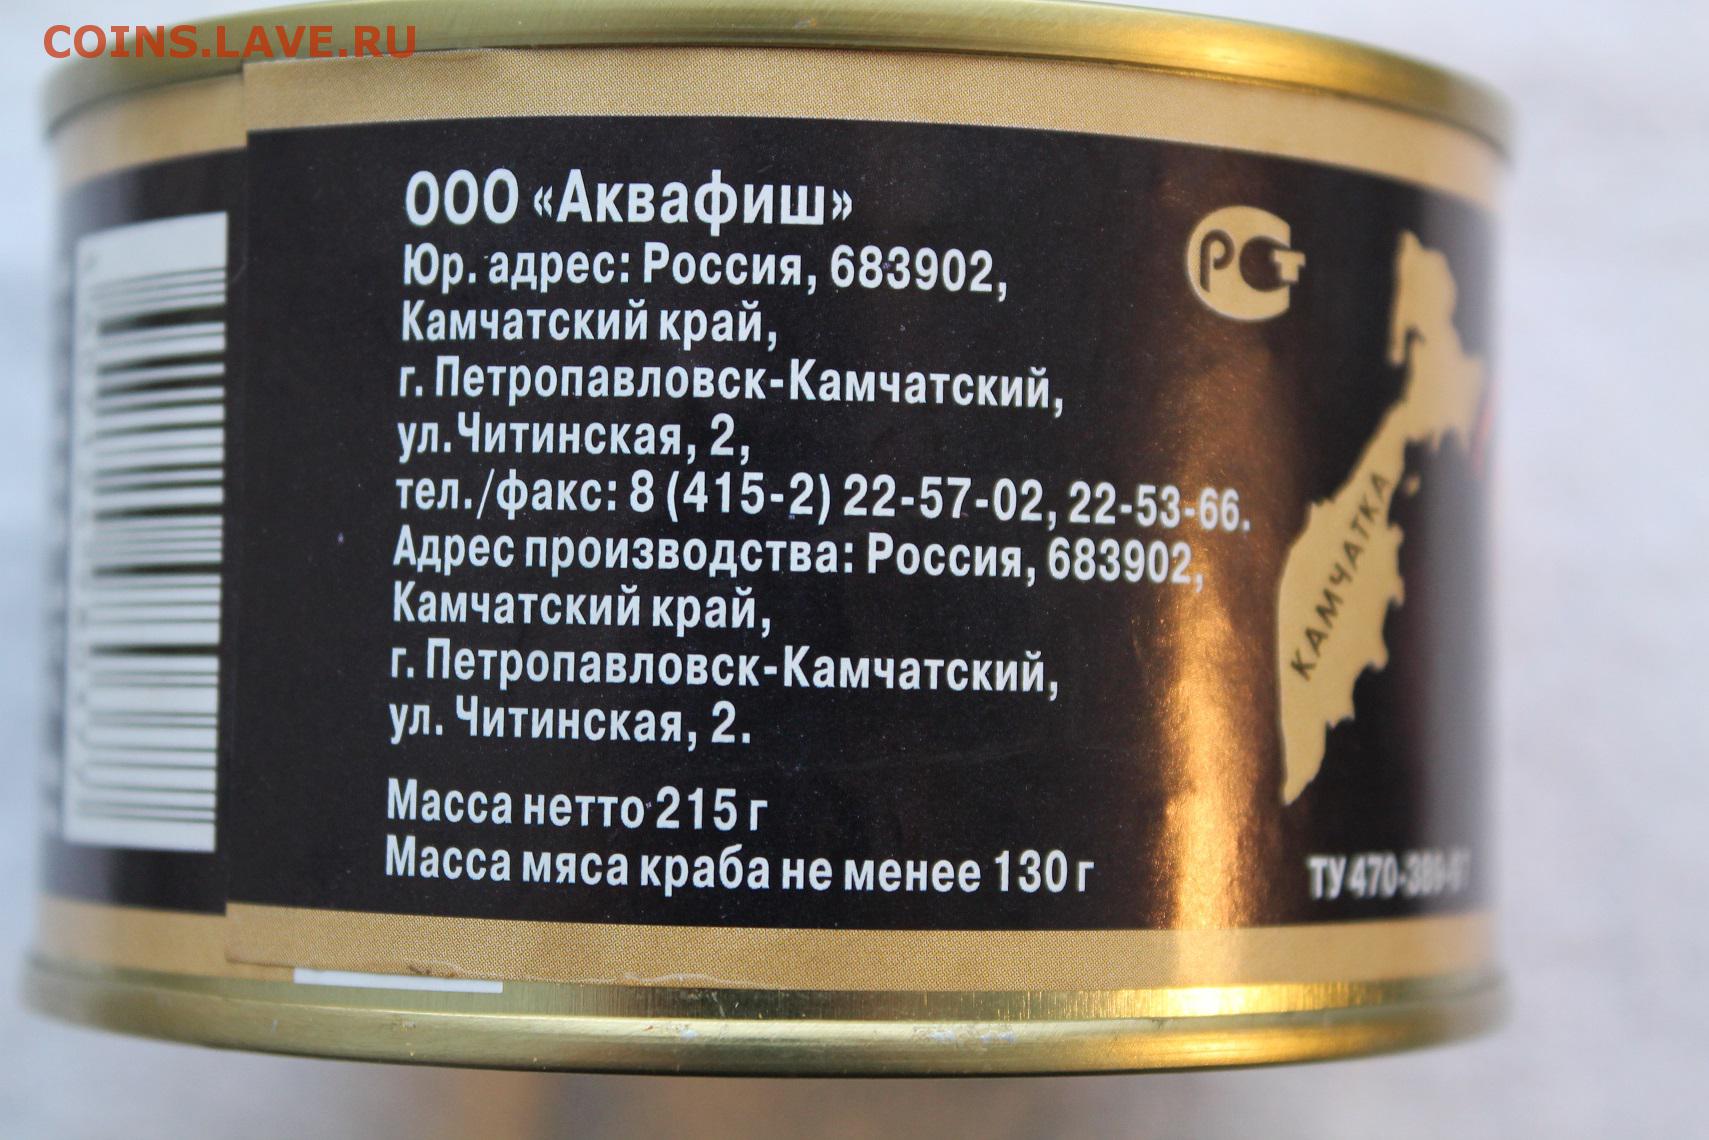 COINS.LAVE.RU
ООО «Аквафиш»
Юр. адрес: Россия, 683902,
Камчатский край,
г. Петропавловск-Камчатский,
ул.Читинская, 2,
тел./факс: 8 (415-2) 22-57-02, 22-53-66.
Адрес производства: Россия, 683902,
Камчатский край,
г. Петропавловск-Камчатский,
ул. Читинская, 2.
Масса нетто 215 г
Масса мяса краба не менее 130 г
РСТ
КАМЧАТКА
ТУ